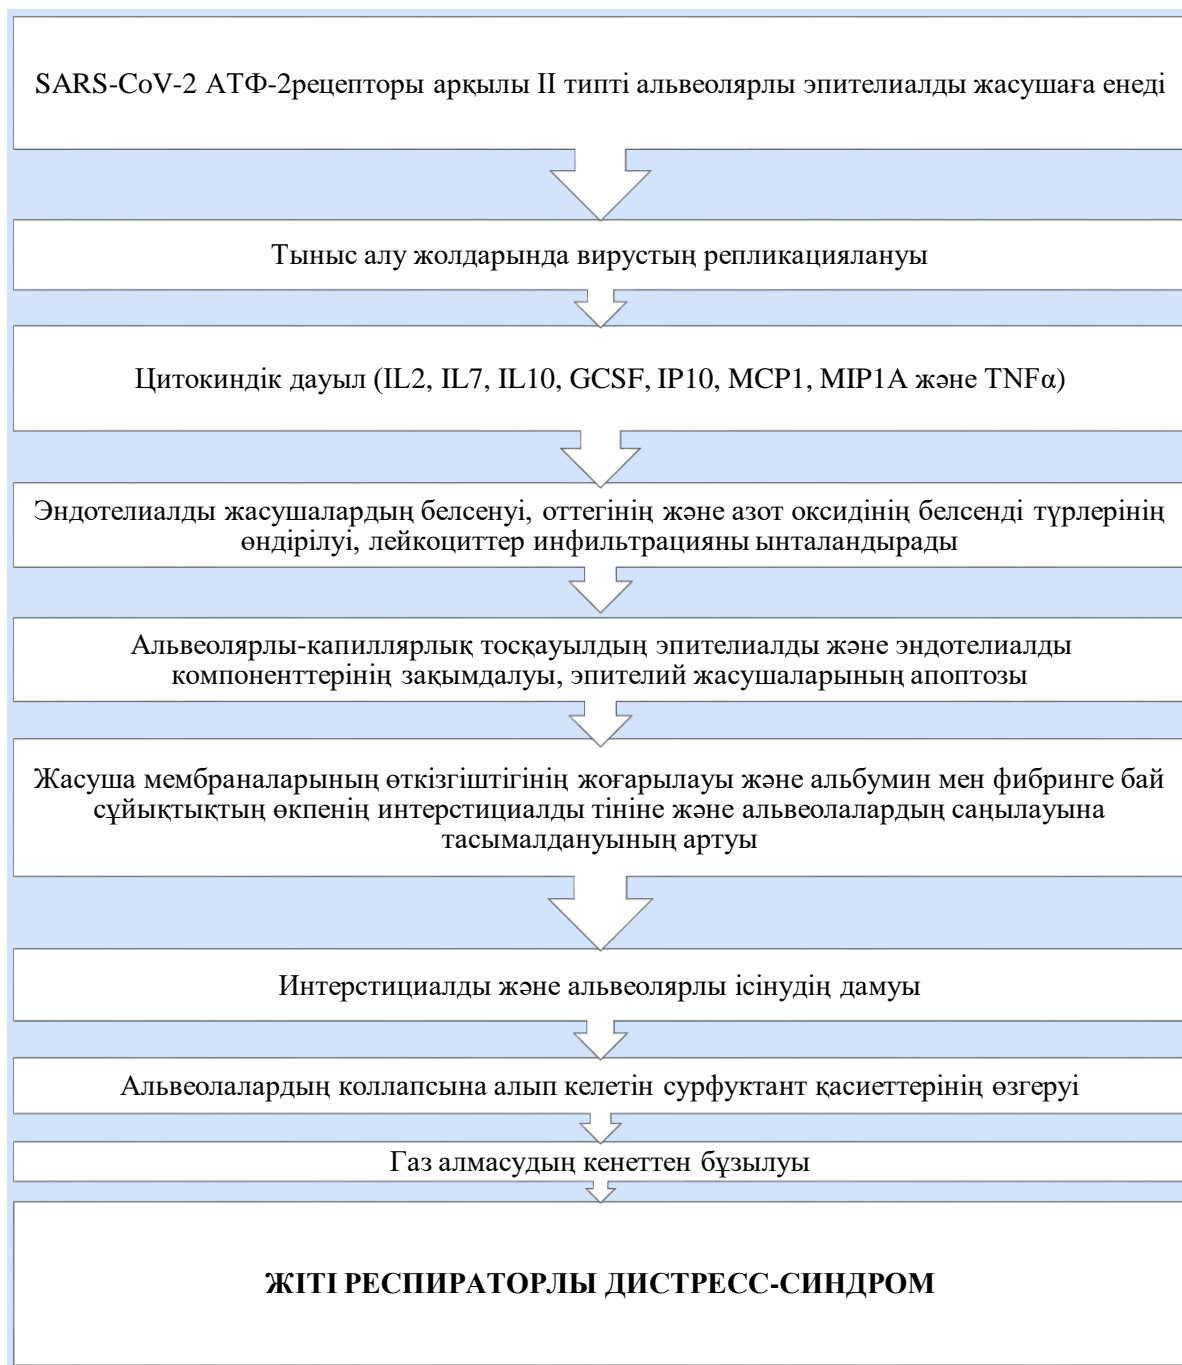 SARS-CoV-2 АТФ-2рецепторы арқылы II типті альвеолярлы эпителиалды жасушаға енеді
Тыныс алу жолдарында вирустың репликациялануы
Цитокиндік дауыл (IL2, IL7, IL10, GCSF, IP10, MCP1, MIP1A және TNFα)
Эндотелиалды жасушалардың белсенуі, оттегінің және азот оксидінің белсенді түрлерінің
өндірілуі, лейкоциттер инфильтрацияны ынталандырады
Альвеолярлы-капиллярлық тосқауылдың эпителиалды және эндотелиалды
компоненттерінің зақымдалуы, эпителий жасушаларының апоптозы
Жасуша мембраналарының өткізгіштігінің жоғарылауы және альбумин мен фибринге бай
сұйықтықтың өкпенің интерстициалды тініне және альвеолалардың саңылауына
тасымалдануының артуы
Интерстициалды және альвеолярлы ісінудің дамуы
Альвеолалардың коллапсына алып келетін сурфуктант қасиеттерінің өзгеруі
Газ алмасудың кенеттен бұзылуы
ЖІТІ РЕСПИРАТОРЛЫ ДИСТРЕСС-СИНДРОМ